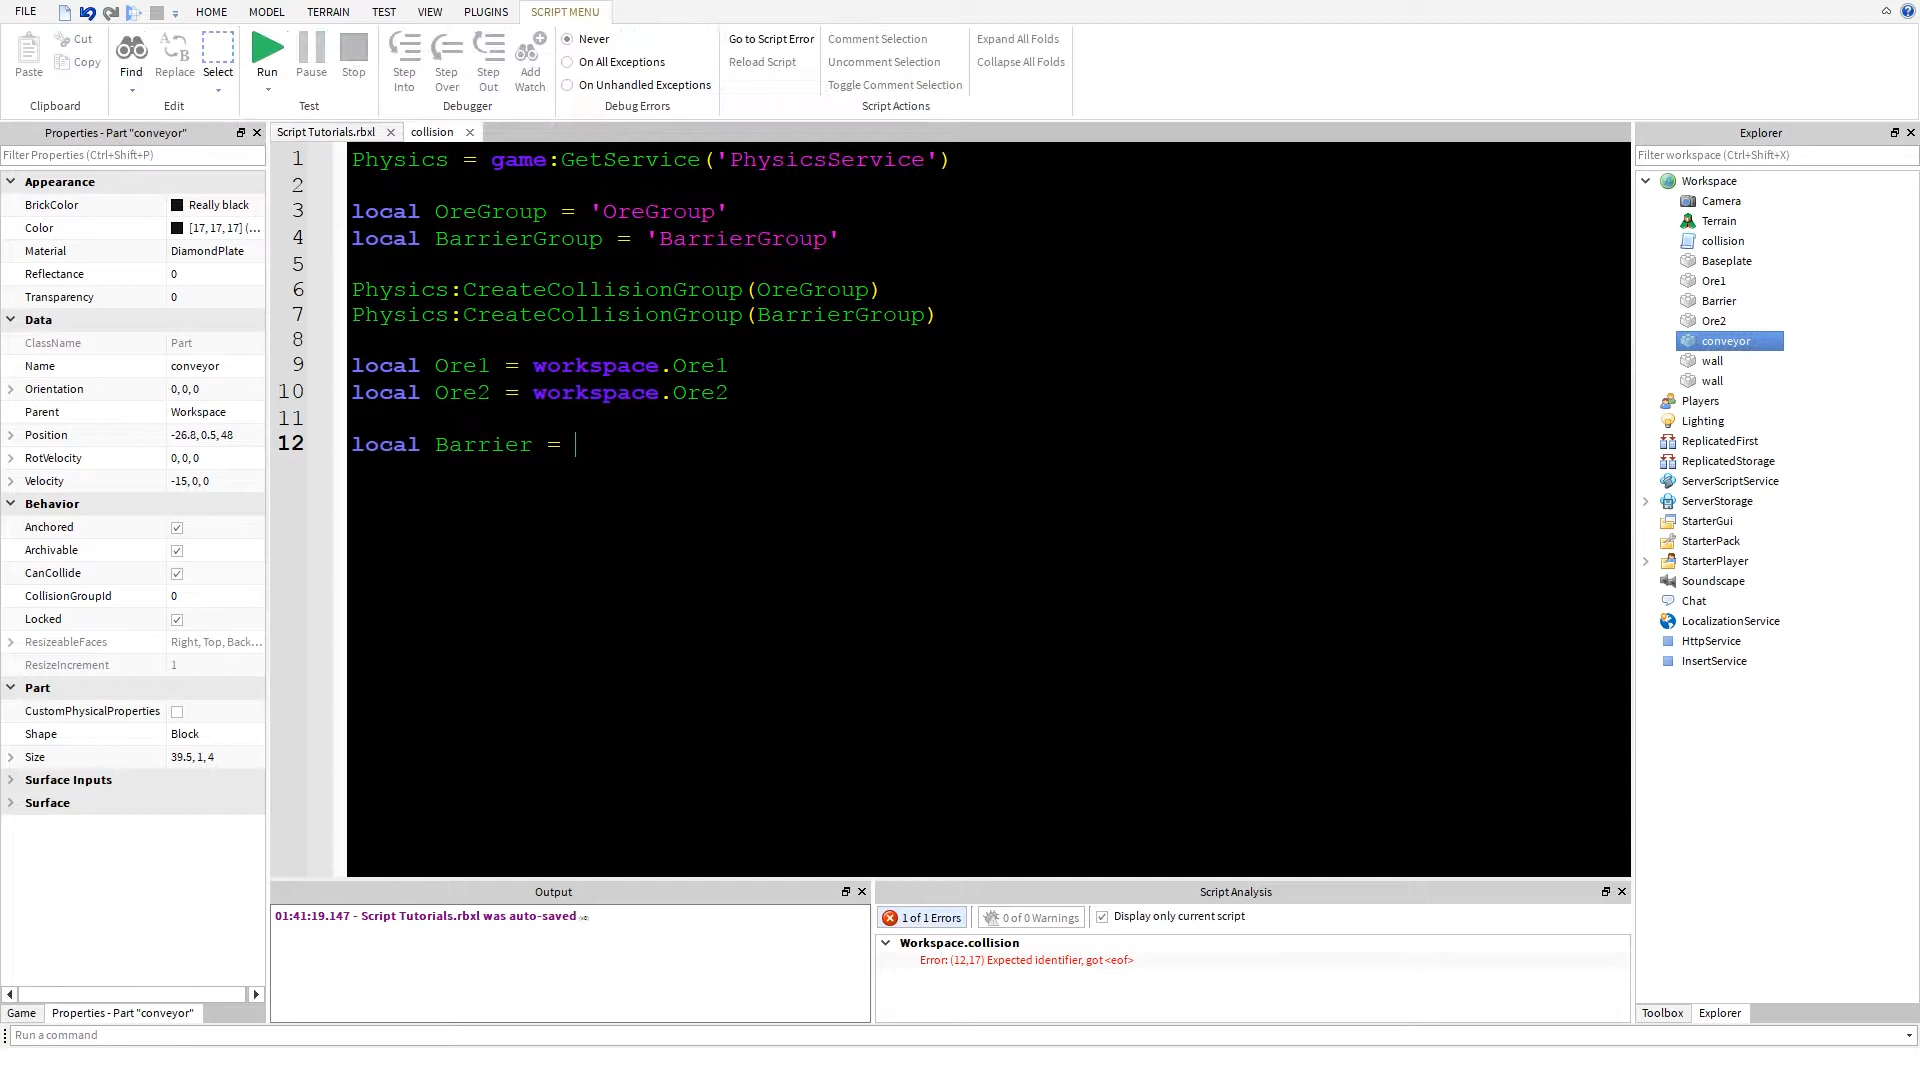 FILE HOME MODEL TERRAIN TEST VIEW PLUGINS SCRIPT MENU
Paste Cut Copy
Clipboard
Find Replace Select
Edit
Run Pause Stop
Test
Step Into Step Over Step Out Add Watch
Debugger
Never
On All Exceptions
On Unhandled Exceptions
Debug Errors
Go to Script Error Comment Selection Expand All Folds
Reload Script Uncomment Selection Collapse All Folds
Toggle Comment Selection
Script Actions
Properties - Part "conveyor"
Filter Properties (Ctrl+Shift+P)
Appearance
BrickColor Really black
Color [17, 17, 17] (...
Material DiamondPlate
Reflectance 0
Transparency 0
Data
ClassName Part
Name conveyor
Orientation 0, 0, 0
Parent Workspace
Position -26.8, 0.5, 48
RotVelocity 0, 0, 0
Velocity -15, 0, 0
Behavior
Anchored
Archivable
CanCollide
CollisionGroupId 0
Locked
ResizeableFaces Right, Top, Back...
ResizeIncrement 1
Part
CustomPhysicalProperties
Shape Block
Size 39.5, 1, 4
Surface Inputs
Surface
Game Properties - Part "conveyor"
Run a command
Script Tutorials.rbxl collision
1 Physics = game:GetService('PhysicsService')
2
3 local OreGroup = 'OreGroup'
4 local BarrierGroup = 'BarrierGroup'
5
6 Physics:CreateCollisionGroup(OreGroup)
7 Physics:CreateCollisionGroup(BarrierGroup)
8
9 local Ore1 = workspace.Ore1
10 local Ore2 = workspace.Ore2
11
12 local Barrier =
Output
01:41:19.147 - Script Tutorials.rbxl was auto-saved
Script Analysis
1 of 1 Errors 0 of 0 Warnings Display only current script
Workspace.collision
Error: (12,17) Expected identifier, got <eof>
Explorer
Filter workspace (Ctrl+Shift+X)
Workspace
Camera
Terrain
collision
Baseplate
Ore1
Barrier
Ore2
conveyor
wall
wall
Players
Lighting
ReplicatedFirst
ReplicatedStorage
ServerScriptService
ServerStorage
StarterGui
StarterPack
StarterPlayer
Soundscape
Chat
LocalizationService
HttpService
InsertService
Toolbox Explorer